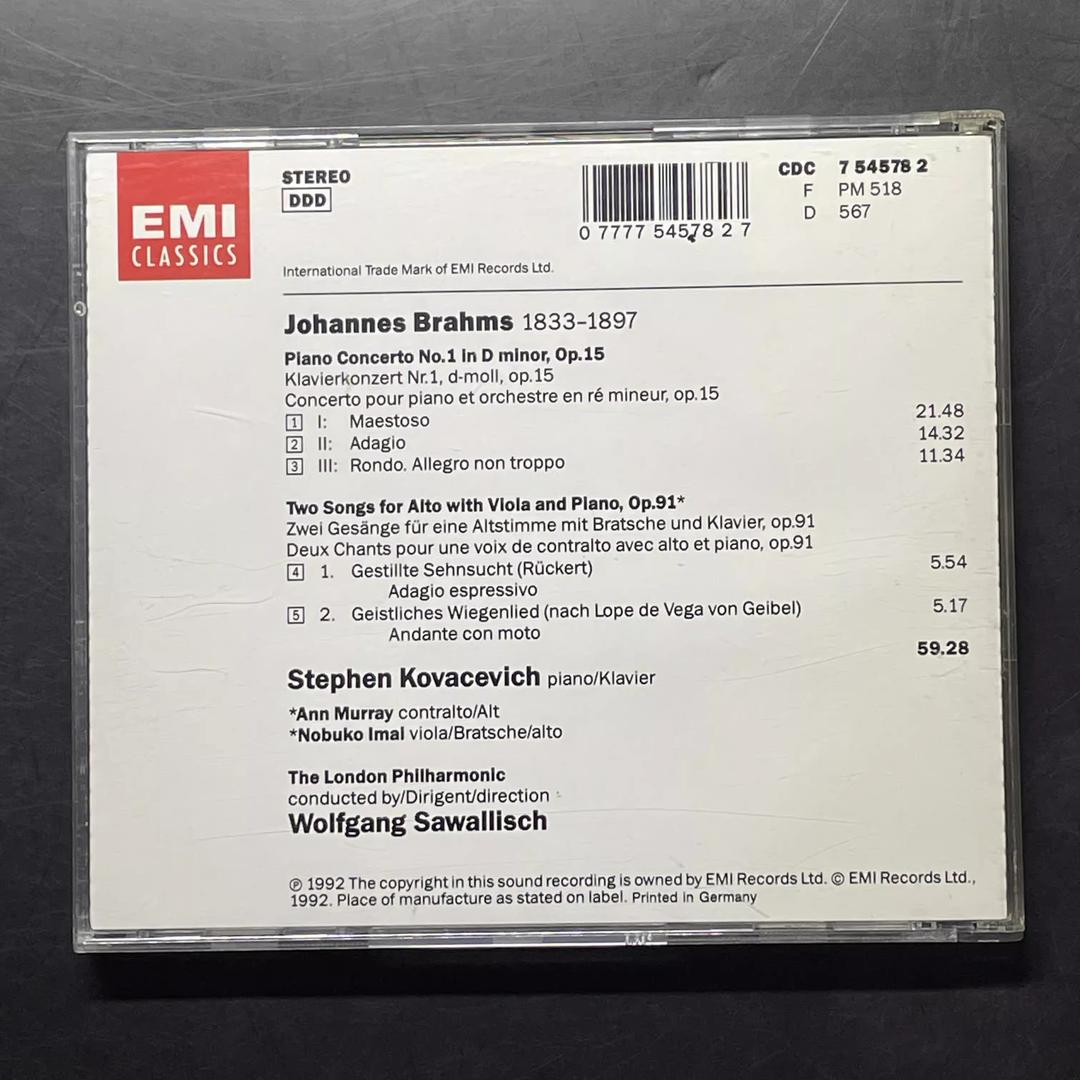 EMI
CLASSICS
STEREO
DDD
0 7777 54578 2 7
CDC 7 54578 2
F PM 518
D 567
International Trade Mark of EMI Records Ltd.
Johannes Brahms 1833–1897
Piano Concerto No.1 in D minor, Op.15
Klavierkonzert Nr.1, d-moll, op.15
Concerto pour piano et orchestre en ré mineur, op.15
1 I: Maestoso 21.48
2 II: Adagio 14.32
3 III: Rondo. Allegro non troppo 11.34
Two Songs for Alto with Viola and Piano, Op.91*
Zwei Gesänge für eine Altstimme mit Bratsche und Klavier, op.91
Deux Chants pour une voix de contralto avec alto et piano, op.91
4 1. Gestillte Sehnsucht (Rückert) 5.54
Adagio espressivo
5 2. Geistliches Wiegenlied (nach Lope de Vega von Geibel) 5.17
Andante con moto
59.28
Stephen Kovacevich piano/Klavier
*Ann Murray contralto/Alt
*Nobuko Imai viola/Bratsche/alto
The London Philharmonic
conducted by/Dirigent/direction
Wolfgang Sawallisch
℗ 1992 The copyright in this sound recording is owned by EMI Records Ltd. © EMI Records Ltd.,
1992. Place of manufacture as stated on label. Printed in Germany